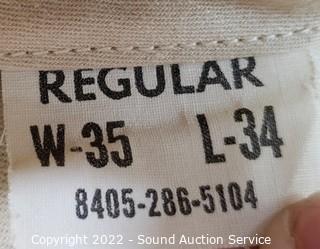 REGULAR
W-35 L-34
8405-286-5104
Copyright © 2022 - Sound Auction Service